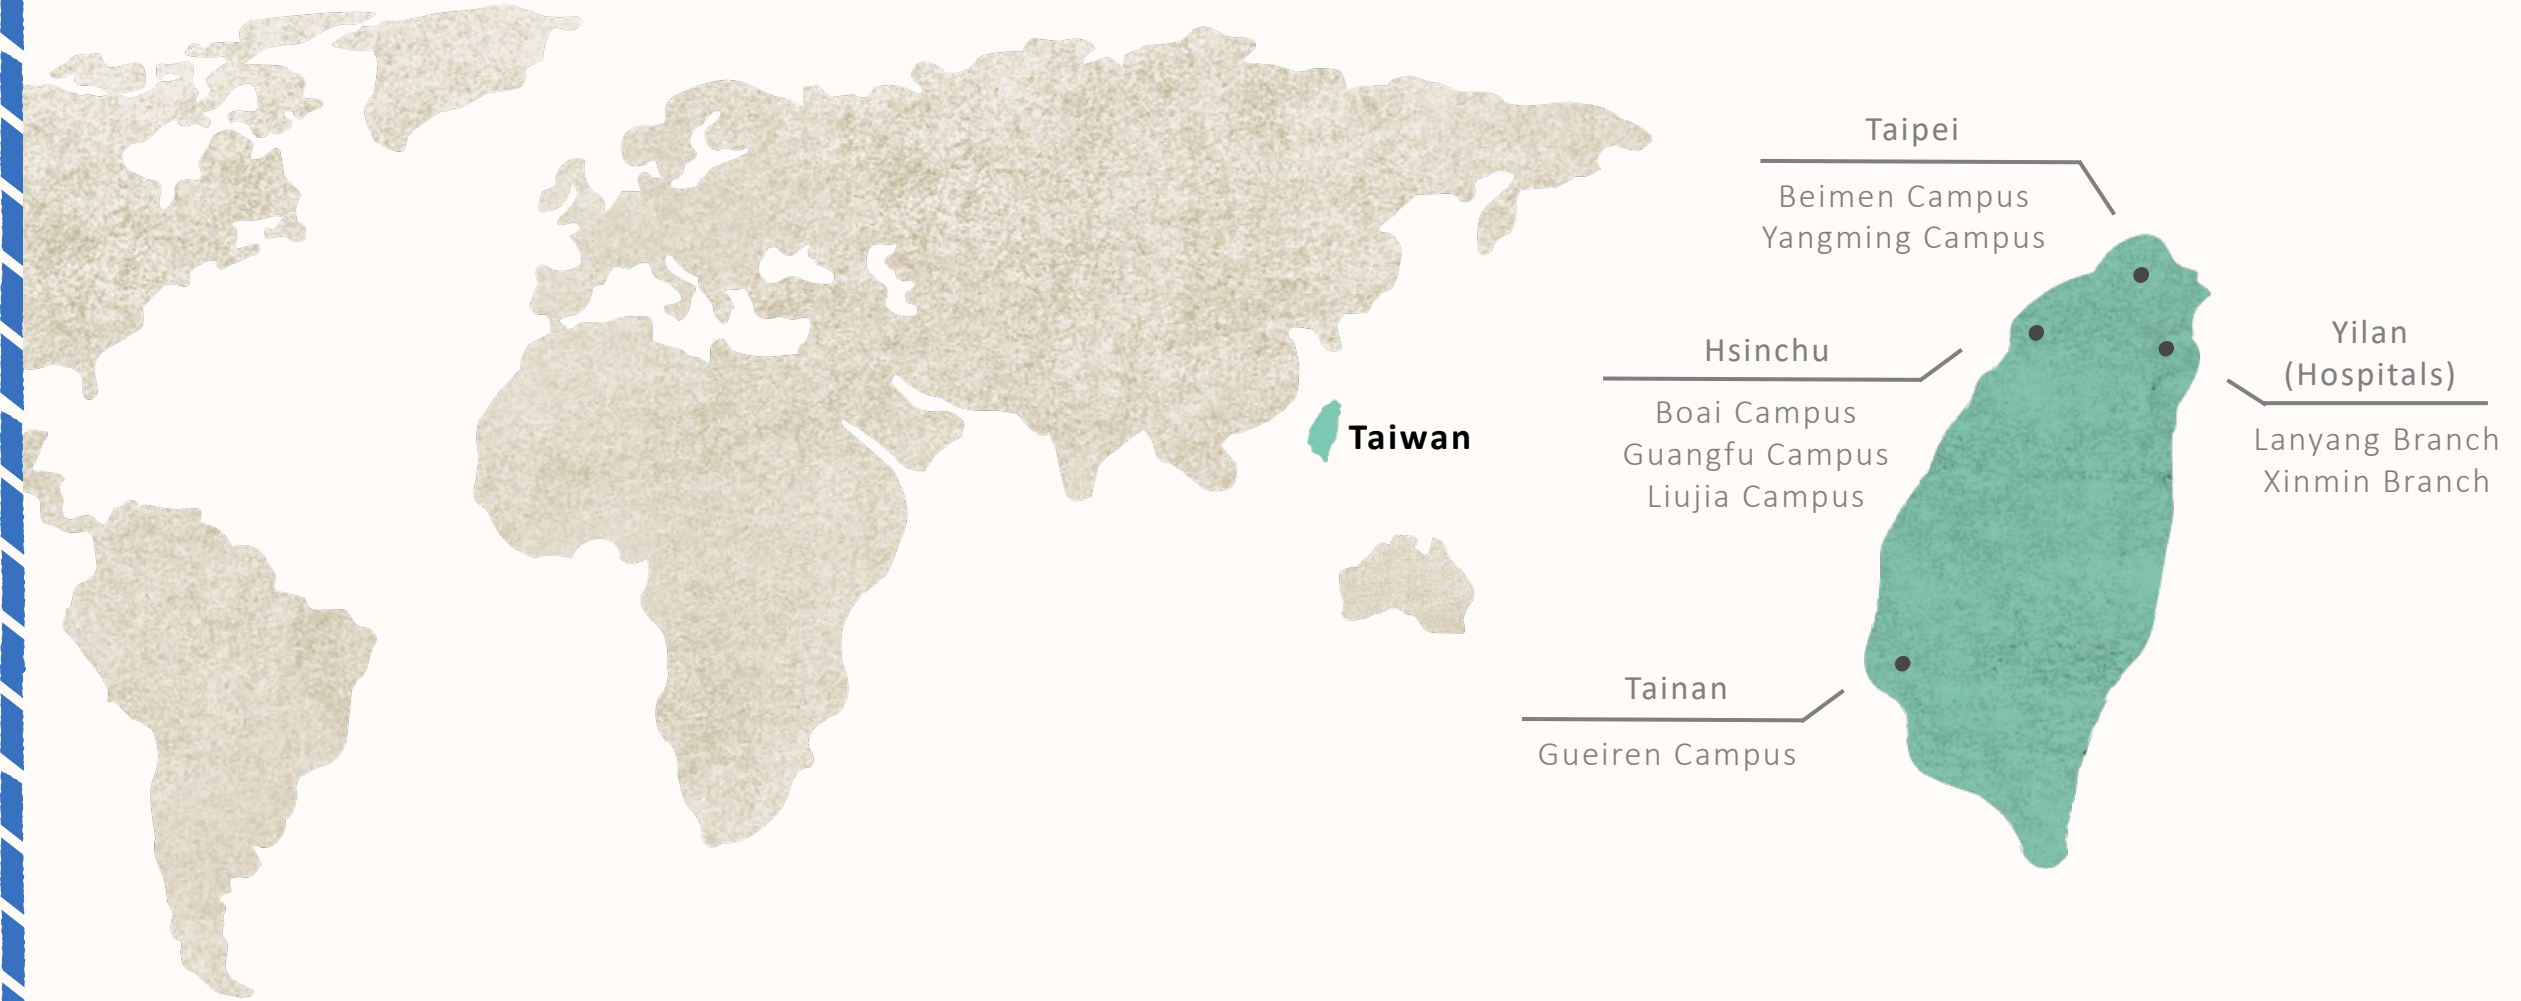 Taiwan
Taipei
Beimen Campus
Yangming Campus
Hsinchu
Boai Campus
Guangfu Campus
Liujia Campus
Yilan
(Hospitals)
Lanyang Branch
Xinmin Branch
Tainan
Gueiren Campus